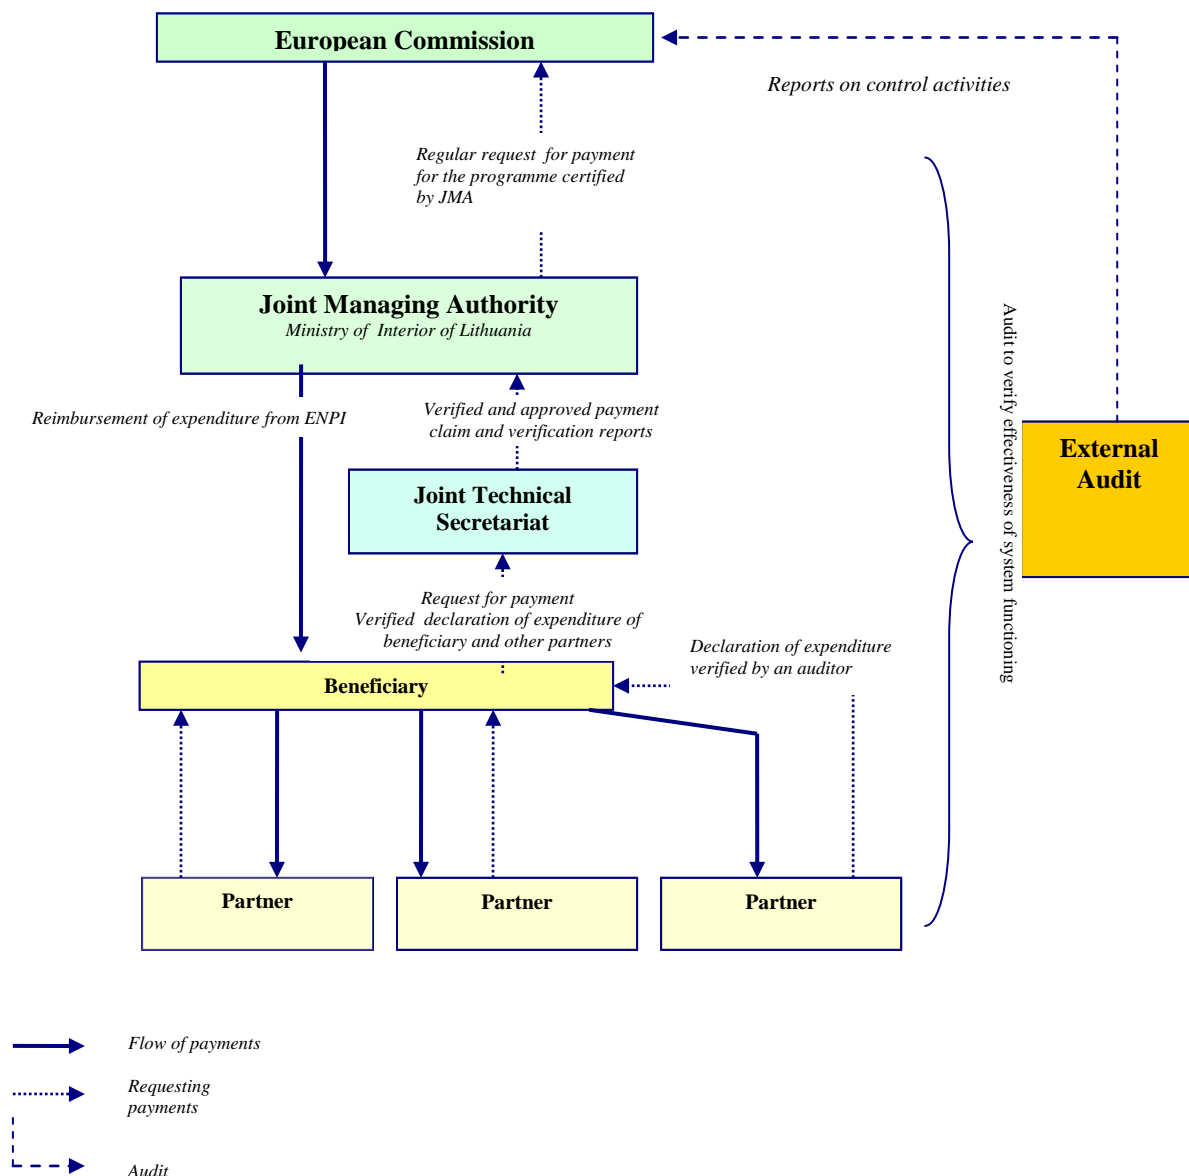 European Commission
Reports on control activities
Regular request for payment
for the programme certified
by JMA
Joint Managing Authority
Ministry of Interior of Lithuania
Reimbursement of expenditure from ENPI
Verified and approved payment
claim and verification reports
Audit to verify effectiveness of system functioning
External
Audit
Joint Technical
Secretariat
Request for payment
Verified declaration of expenditure of
beneficiary and other partners
Declaration of expenditure
verified by an auditor
Beneficiary
Partner
Partner
Partner
Flow of payments
Requesting
payments
Audit